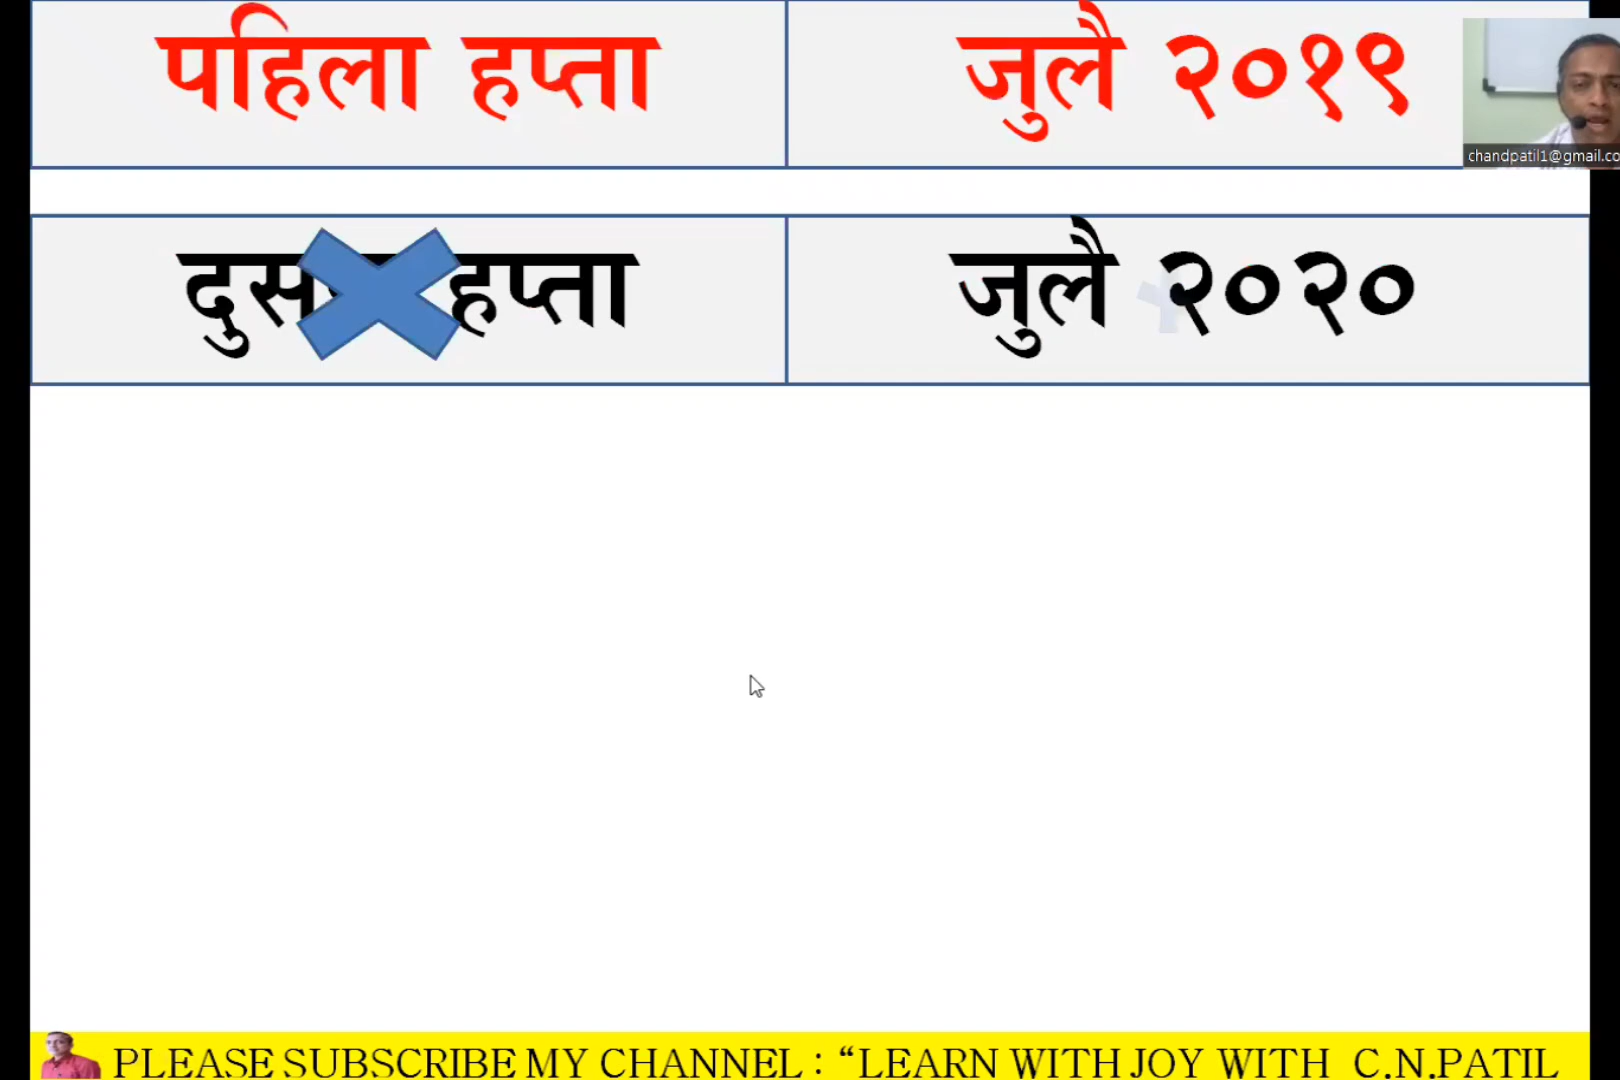 पहिला हप्ता
जुलै २०१९
chandpatil1@gmail.co
हप्ता
जुलै २०२०
PLEASE SUBSCRIBE MY CHANNEL : “LEARN WITH JOY WITH C.N.PATIL